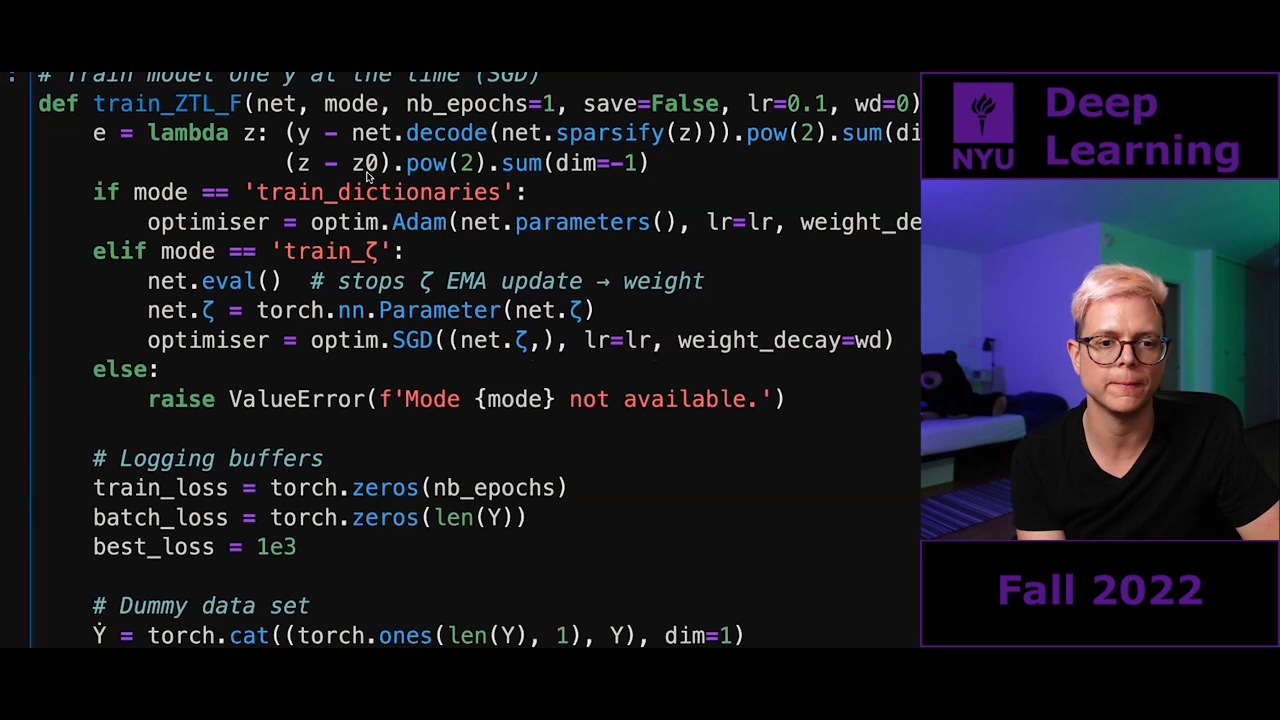 : # Train model one y at the time (SGD)
def train_ZTL_F(net, mode, nb_epochs=1, save=False, lr=0.1, wd=0)
e = lambda z: (y - net.decode(net.sparsify(z))).pow(2).sum(di
(z - z0).pow(2).sum(dim=-1)
if mode == 'train_dictionaries':
optimiser = optim.Adam(net.parameters(), lr=lr, weight_de
elif mode == 'train_ζ':
net.eval()  # stops ζ EMA update → weight
net.ζ = torch.nn.Parameter(net.ζ)
optimiser = optim.SGD((net.ζ,), lr=lr, weight_decay=wd)
else:
raise ValueError(f'Mode {mode} not available.')
# Logging buffers
train_loss = torch.zeros(nb_epochs)
batch_loss = torch.zeros(len(Y))
best_loss = 1e3
# Dummy data set
Ẏ = torch.cat((torch.ones(len(Y), 1), Y), dim=1)
NYU
Deep
Learning
Fall 2022